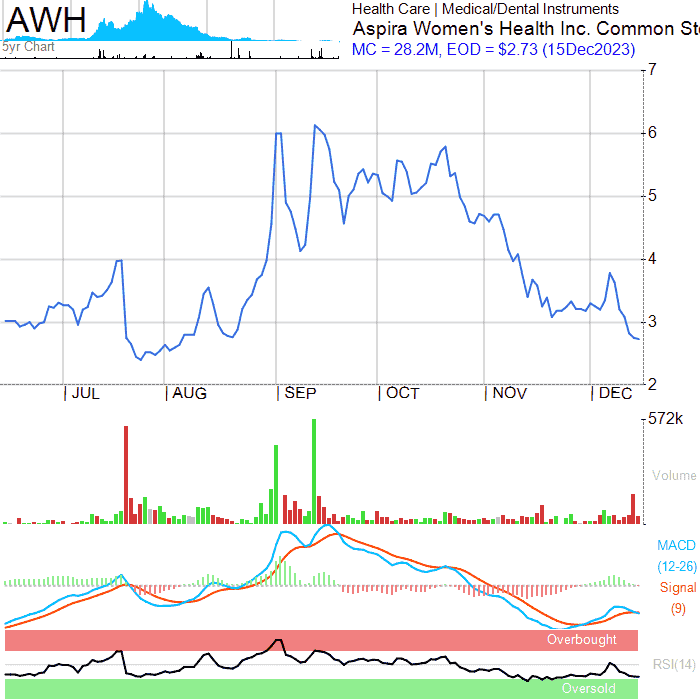 AWH
5yr Chart
Health Care | Medical/Dental Instruments
Aspira Women's Health Inc. Common Sto
MC = 28.2M, EOD = $2.73 (15Dec2023)
7
6
5
4
3
2
JUL AUG SEP OCT NOV DEC
572k
Volume
MACD
(12-26)
Signal
(9)
Overbought
RSI(14)
Oversold